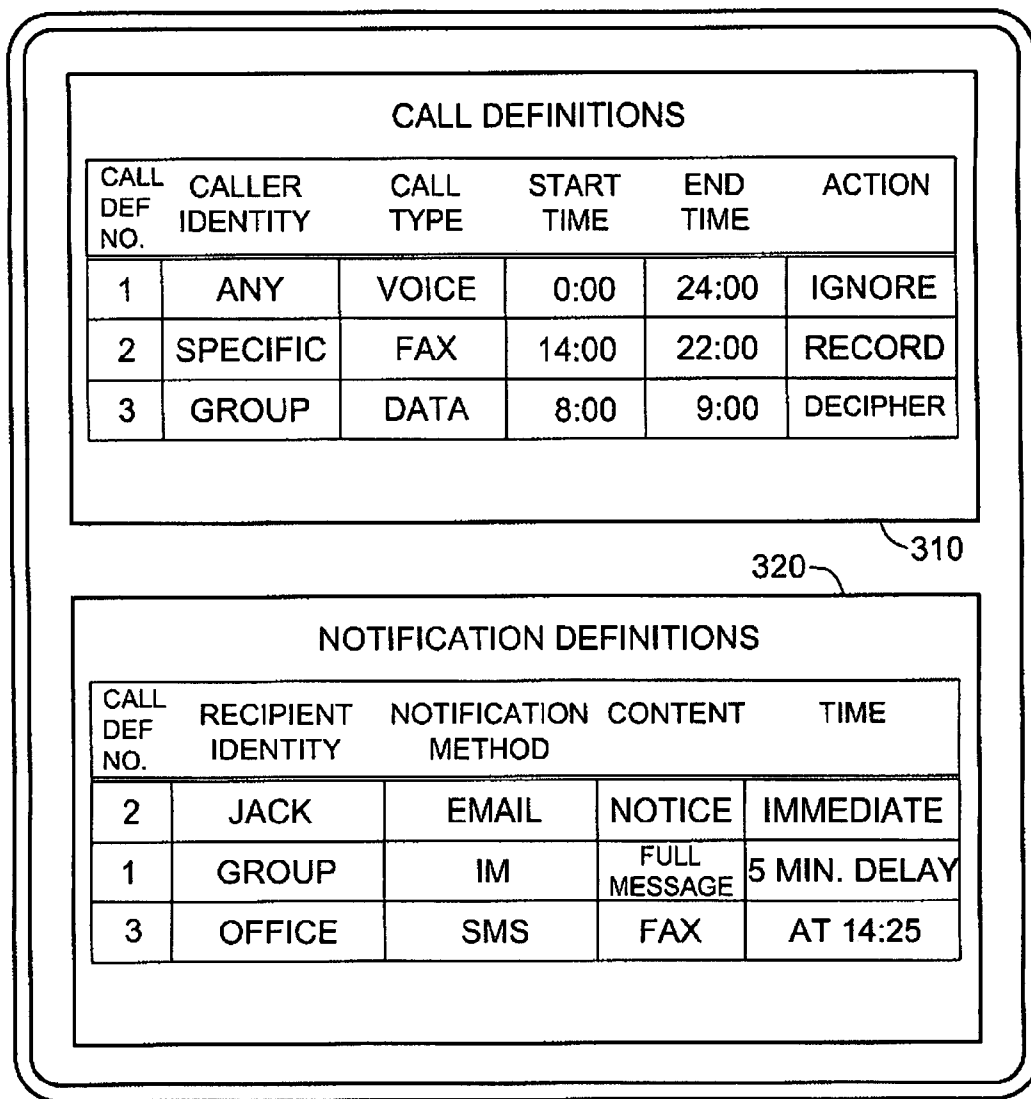 CALL DEFINITIONS
CALL DEF NO. CALLER IDENTITY CALL TYPE START TIME END TIME ACTION
1 ANY VOICE 0:00 24:00 IGNORE
2 SPECIFIC FAX 14:00 22:00 RECORD
3 GROUP DATA 8:00 9:00 DECIPHER
310
320
NOTIFICATION DEFINITIONS
CALL DEF NO. RECIPIENT IDENTITY NOTIFICATION METHOD CONTENT TIME
2 JACK EMAIL NOTICE IMMEDIATE
1 GROUP IM FULL MESSAGE 5 MIN. DELAY
3 OFFICE SMS FAX AT 14:25